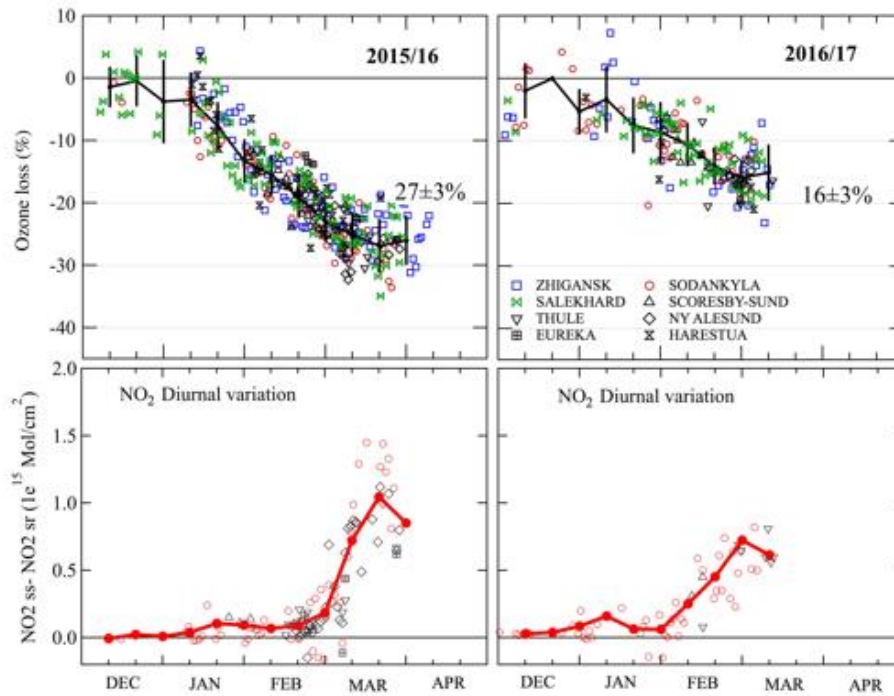 10
0
-10
-20
-30
-40
Ozone loss (%)
2015/16
27±3%
2016/17
16±3%
ZHIGANSK
SODANKYLA
SALEKHARD
SCORESBY-SUND
THULE
NY ALESUND
EUREKA
HARESTUA
2.0
1.5
1.0
0.5
0.0
NO2 ss- NO2 sr (1e¹⁵ Mol/cm²)
NO₂ Diurnal variation
NO₂ Diurnal variation
DEC JAN FEB MAR APR
DEC JAN FEB MAR APR